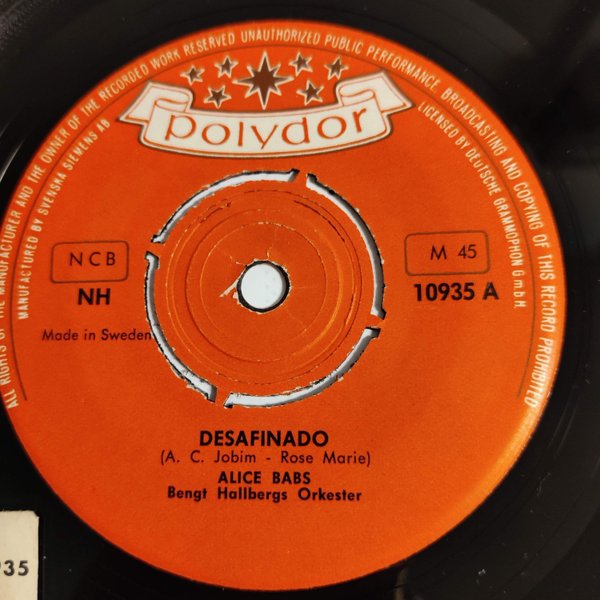 ALL RIGHTS OF THE MANUFACTURER AND THE OWNER OF THE RECORDED WORK RESERVED UNAUTHORIZED PUBLIC PERFORMANCE, BROADCASTING AND COPYING OF THIS RECORD PROHIBITED
MANUFACTURED BY SVENSKA SIEMENS AB
LICENSED BY DEUTSCHE GRAMMOPHON G.m.b.H.
polydor
NCB
M 45
NH
10935 A
Made in Sweden
DESAFINADO
(A. C. Jobim - Rose Marie)
ALICE BABS
Bengt Hallbergs Orkester
935